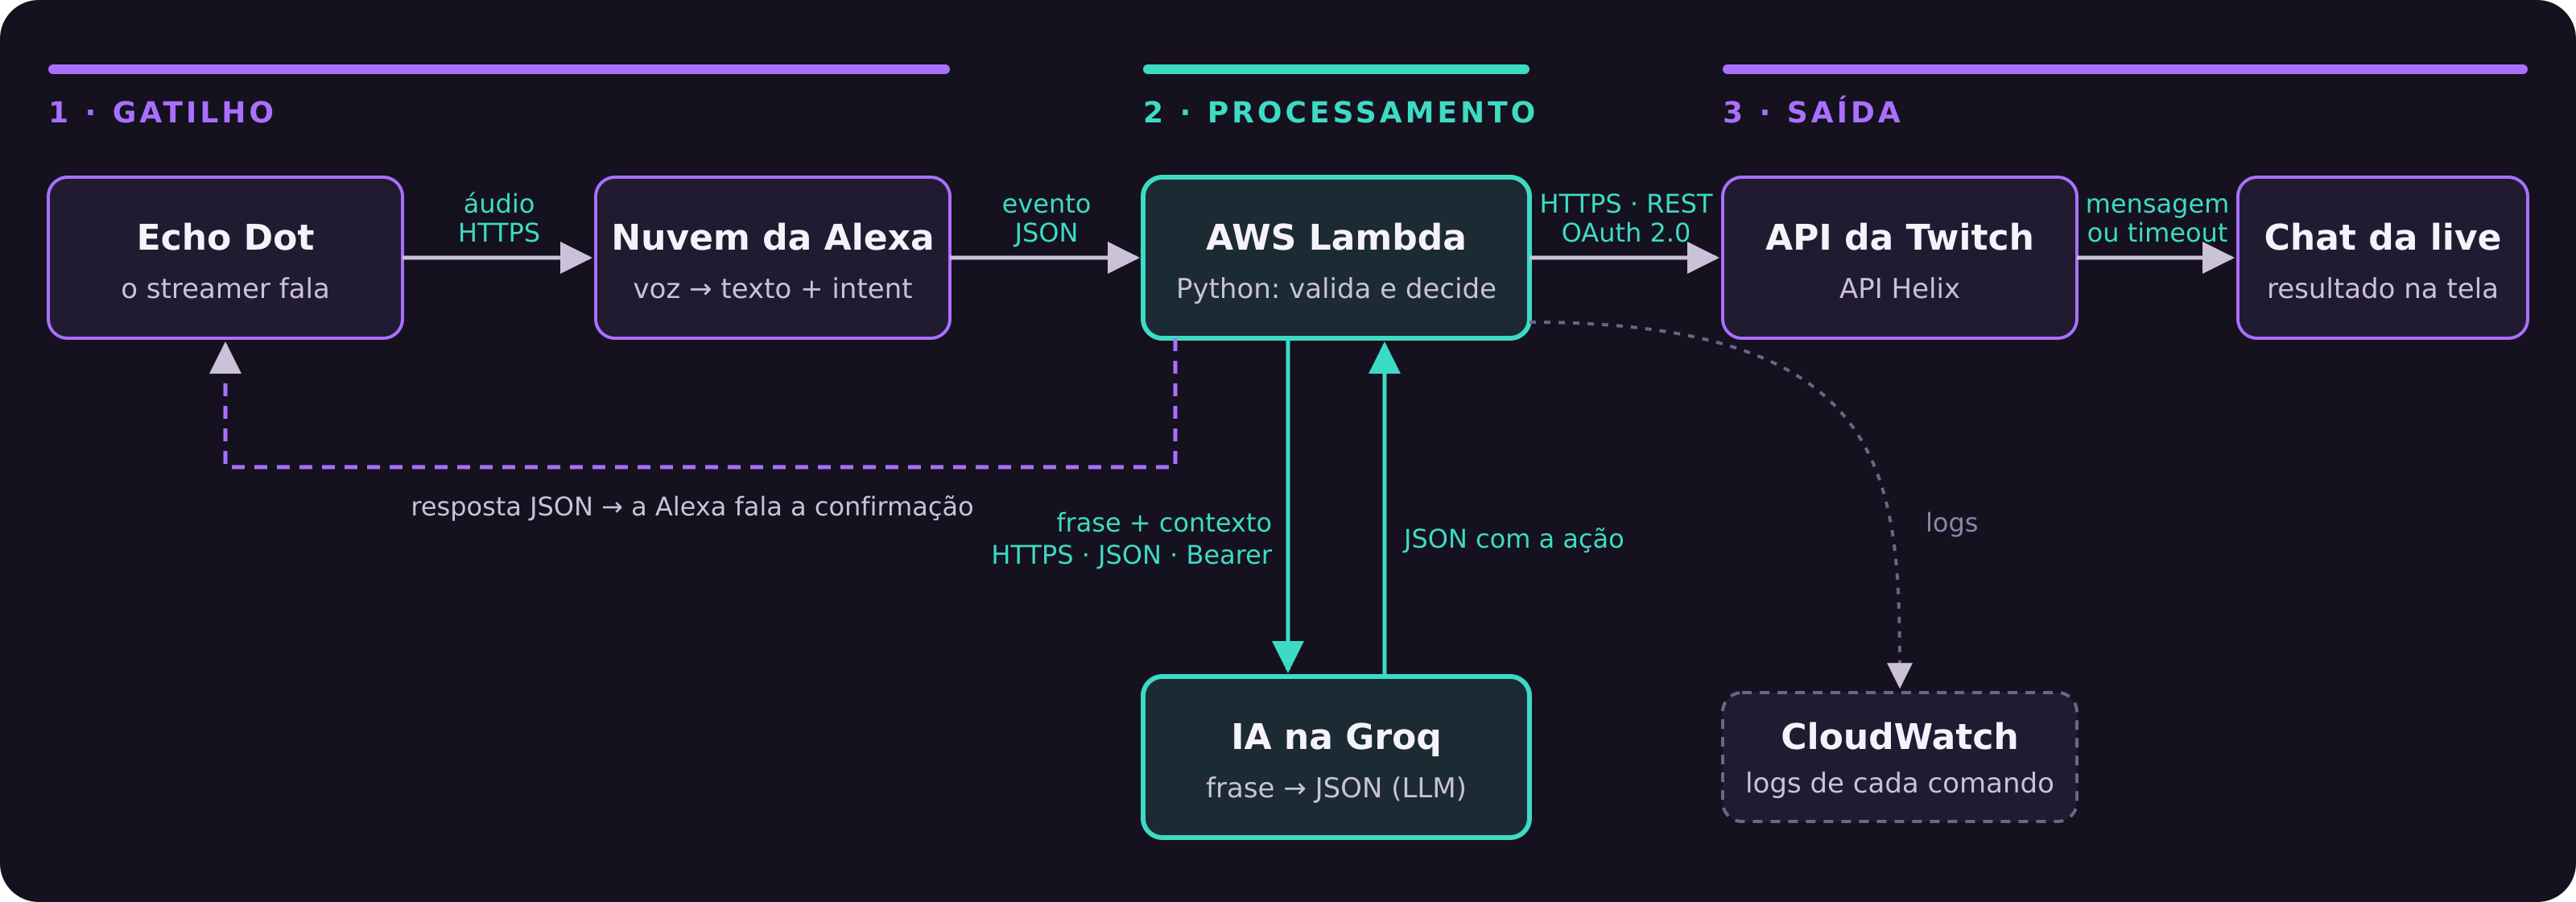 1 · GATILHO
2 · PROCESSAMENTO
3 · SAÍDA
Echo Dot
o streamer fala
áudio
HTTPS
Nuvem da Alexa
voz → texto + intent
evento
JSON
AWS Lambda
Python: valida e decide
HTTPS · REST
OAuth 2.0
API da Twitch
API Helix
mensagem
ou timeout
Chat da live
resultado na tela
resposta JSON → a Alexa fala a confirmação
frase + contexto
HTTPS · JSON · Bearer
JSON com a ação
logs
IA na Groq
frase → JSON (LLM)
CloudWatch
logs de cada comando